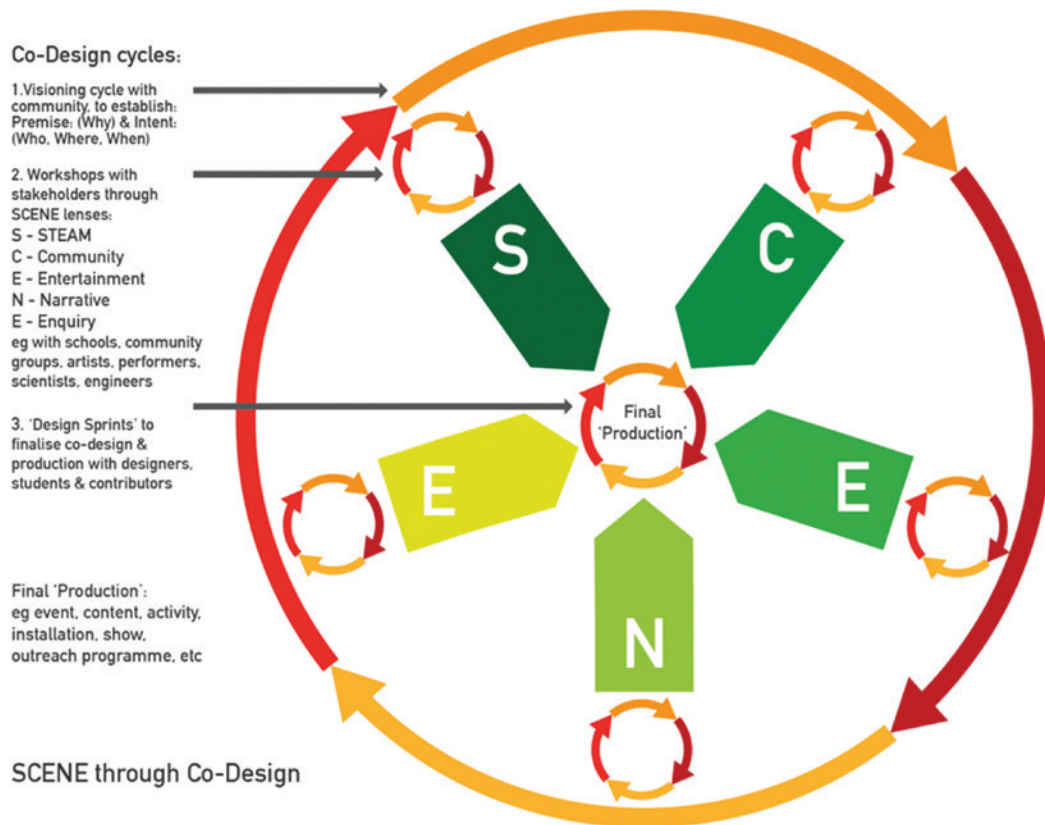 Co-Design cycles:
1.Visioning cycle with
community, to establish:
Premise: (Why) & Intent:
(Who, Where, When)
2. Workshops with
stakeholders through
SCENE lenses:
S - STEAM
C - Community
E - Entertainment
N - Narrative
E - Enquiry
eg with schools, community
groups, artists, performers,
scientists, engineers
3. 'Design Sprints' to
finalise co-design &
production with designers,
students & contributors
Final 'Production':
eg event, content, activity,
installation, show,
outreach programme, etc
SCENE through Co-Design
S
C
E
N
E
Final
'Production'